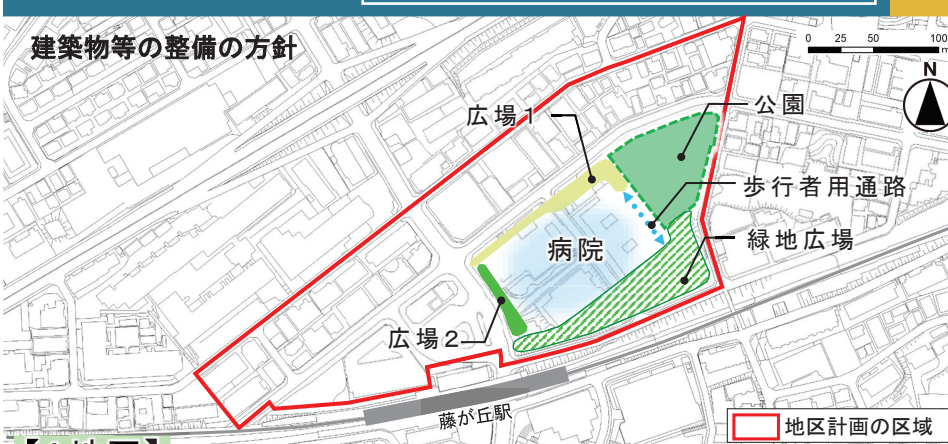 建築物等の整備の方針
0 25 50 100
m
N
広場1
公園
歩行者用通路
病院
緑地広場
広場2
藤が丘駅
地区計画の区域